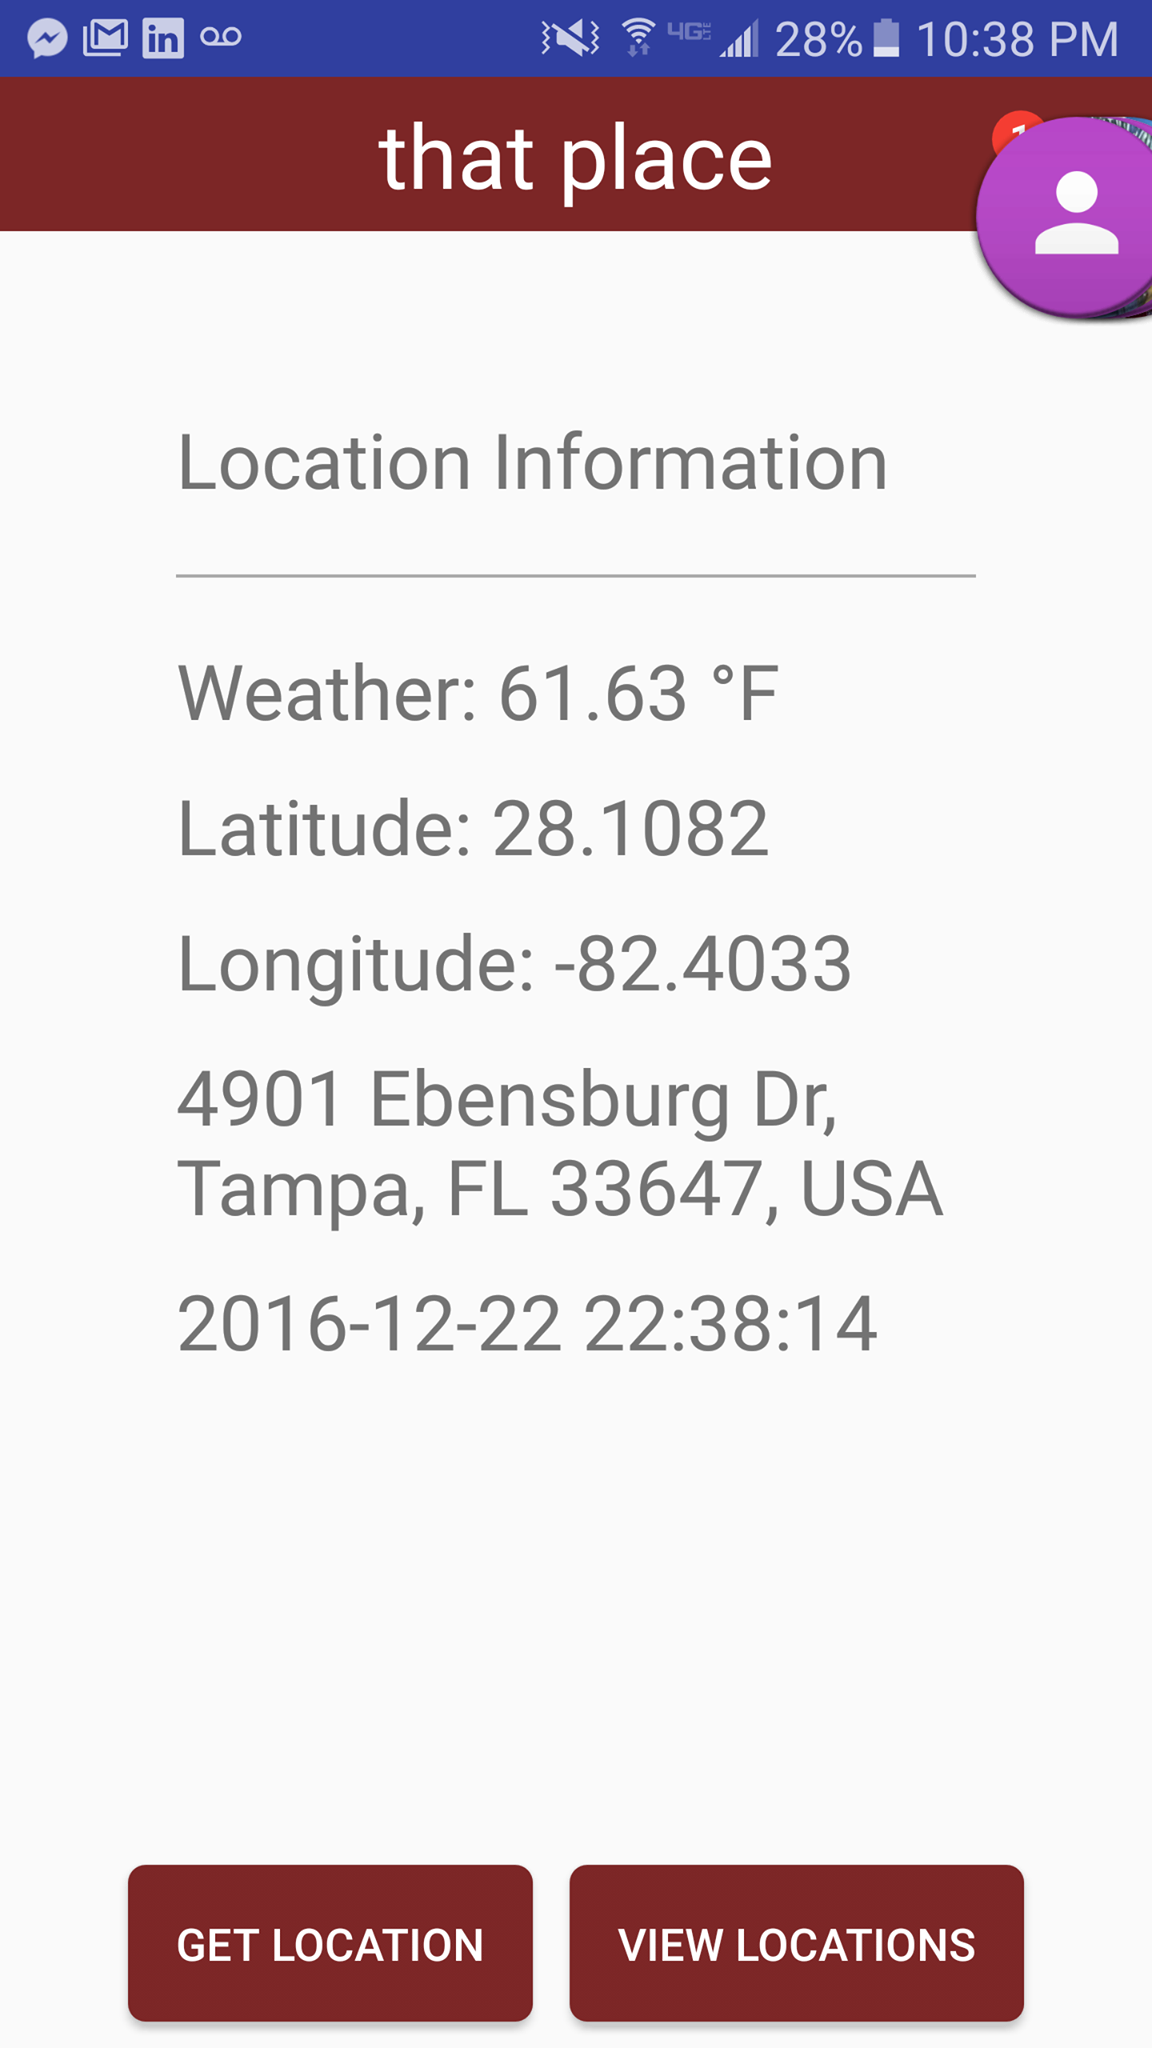 28% 10:38 PM
that place
Location Information
Weather: 61.63 °F
Latitude: 28.1082
Longitude: -82.4033
4901 Ebensburg Dr,
Tampa, FL 33647, USA
2016-12-22 22:38:14
GET LOCATION VIEW LOCATIONS